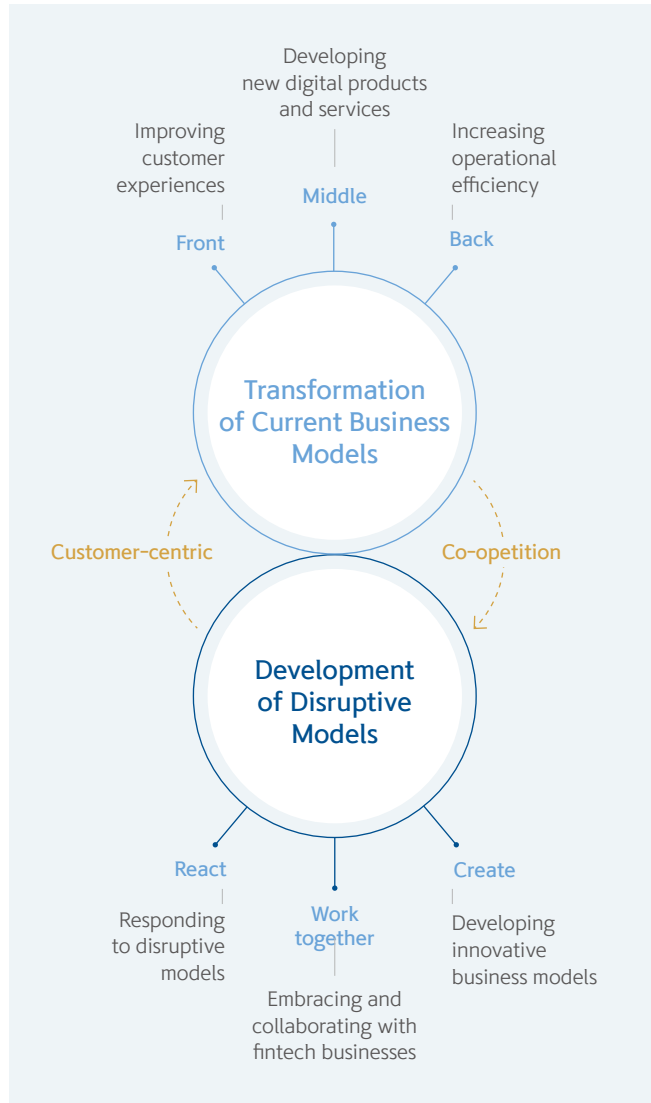 Developing
new digital products
and services
Improving
customer
experiences
Increasing
operational
efficiency
Middle
Front
Back
Transformation
of Current Business
Models
Customer-centric
Co-opetition
Development
of Disruptive
Models
React
Create
Responding
to disruptive
models
Work
together
Developing
innovative
business models
Embracing and
collaborating with
fintech businesses